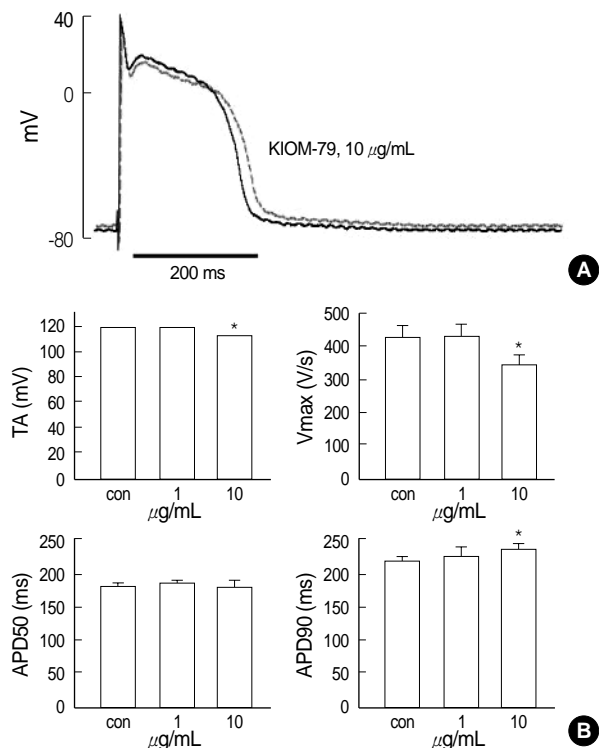 40
0
-80
mV
KIOM-79, 10 μg/mL
200 ms
A
120
100
80
60
40
20
0
TA (mV)
*
con 1 10
μg/mL
500
400
300
200
100
0
Vmax (V/s)
*
con 1 10
μg/mL
250
200
150
100
50
0
APD50 (ms)
con 1 10
μg/mL
250
200
150
100
50
0
APD90 (ms)
*
con 1 10
μg/mL
B